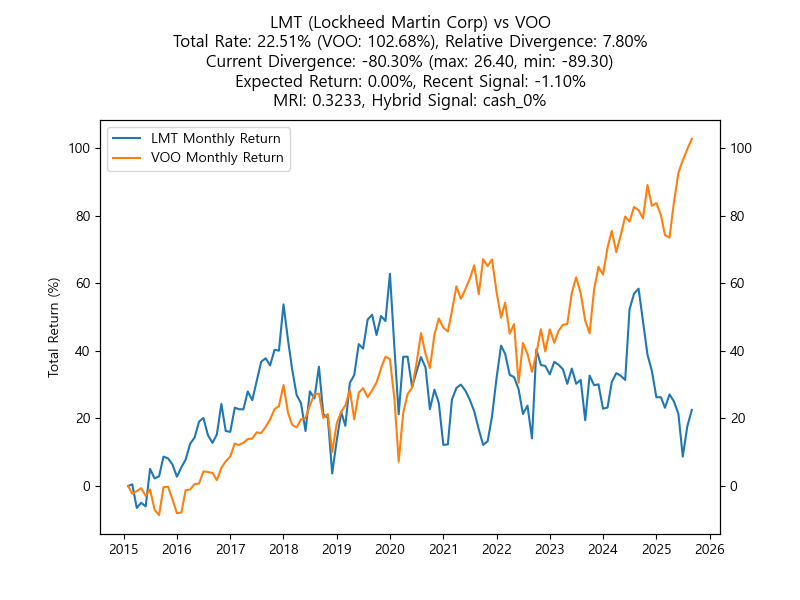 LMT (Lockheed Martin Corp) vs VOO
Total Rate: 22.51% (VOO: 102.68%), Relative Divergence: 7.80%
Current Divergence: -80.30% (max: 26.40, min: -89.30)
Expected Return: 0.00%, Recent Signal: -1.10%
MRI: 0.3233, Hybrid Signal: cash_0%
LMT Monthly Return
VOO Monthly Return
Total Return (%)
100
80
60
40
20
0
100
80
60
40
20
0
2015 2016 2017 2018 2019 2020 2021 2022 2023 2024 2025 2026